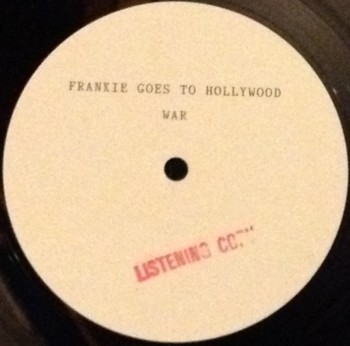 FRANKIE GOES TO HOLLYWOOD
WAR
LISTENING